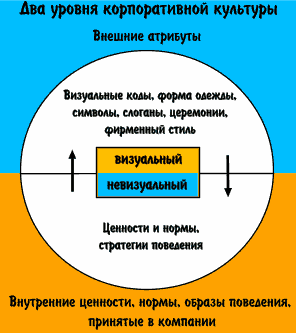 Два уровня корпоративной культуры
Внешние атрибуты
Визуальные коды, форма одежды,
символы, слоганы, церемонии,
фирменный стиль
визуальный
невизуальный
Ценности и нормы,
стратегии поведения
Внутренние ценности, нормы, образы поведения,
принятые в компании